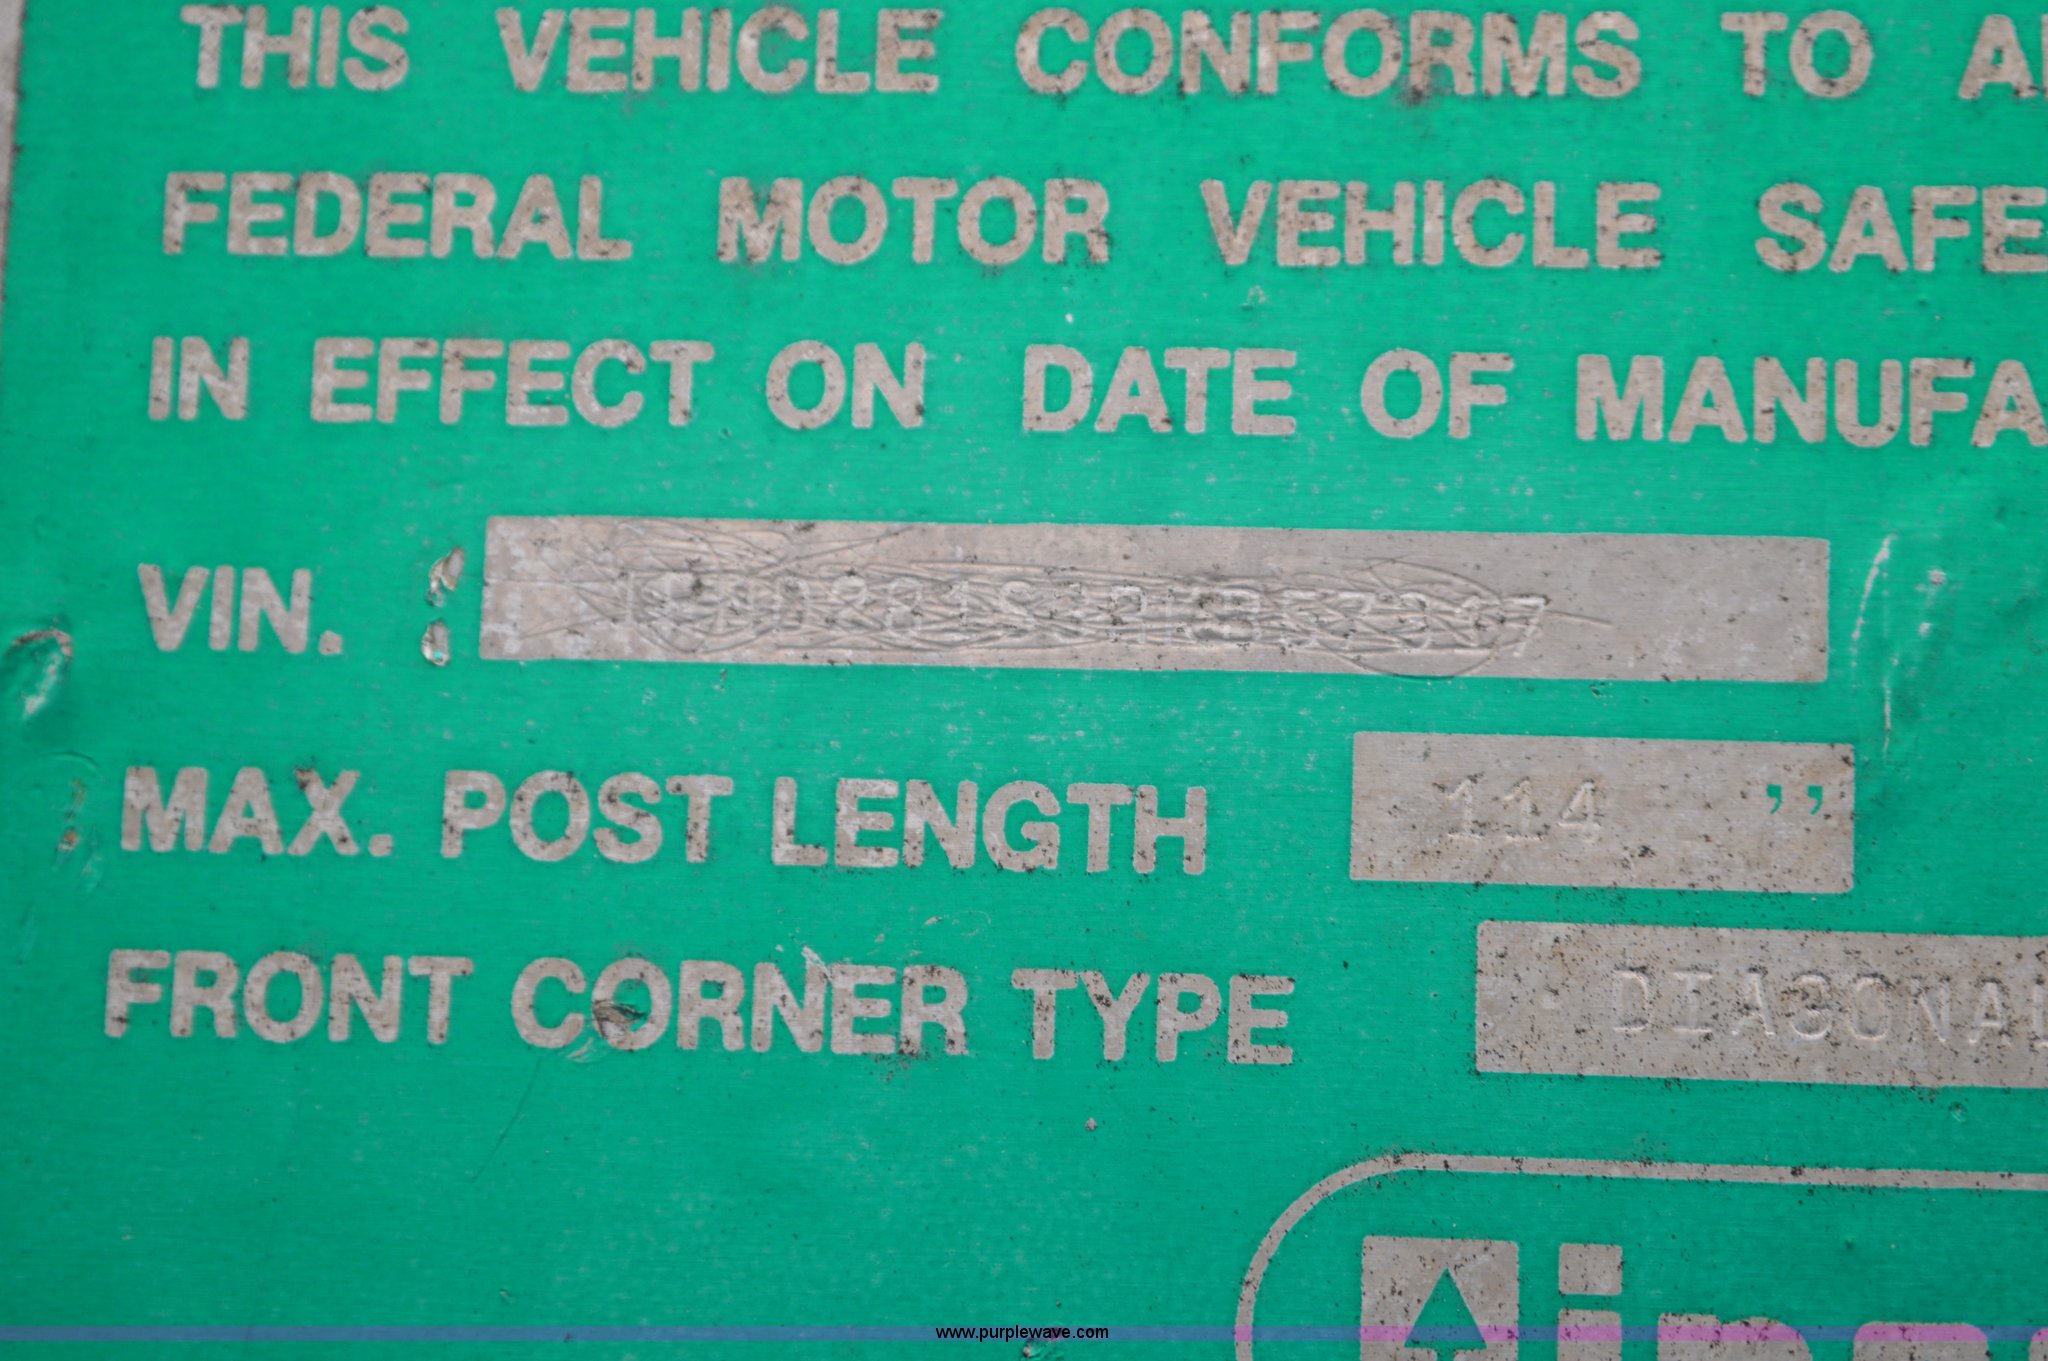 THIS VEHICLE CONFORMS TO
FEDERAL MOTOR VEHICLE SAFE
IN EFFECT ON DATE OF MANUFA
VIN.
MAX. POST LENGTH 114 ,,
FRONT CORNER TYPE DIAGONAL
www.purplewave.com